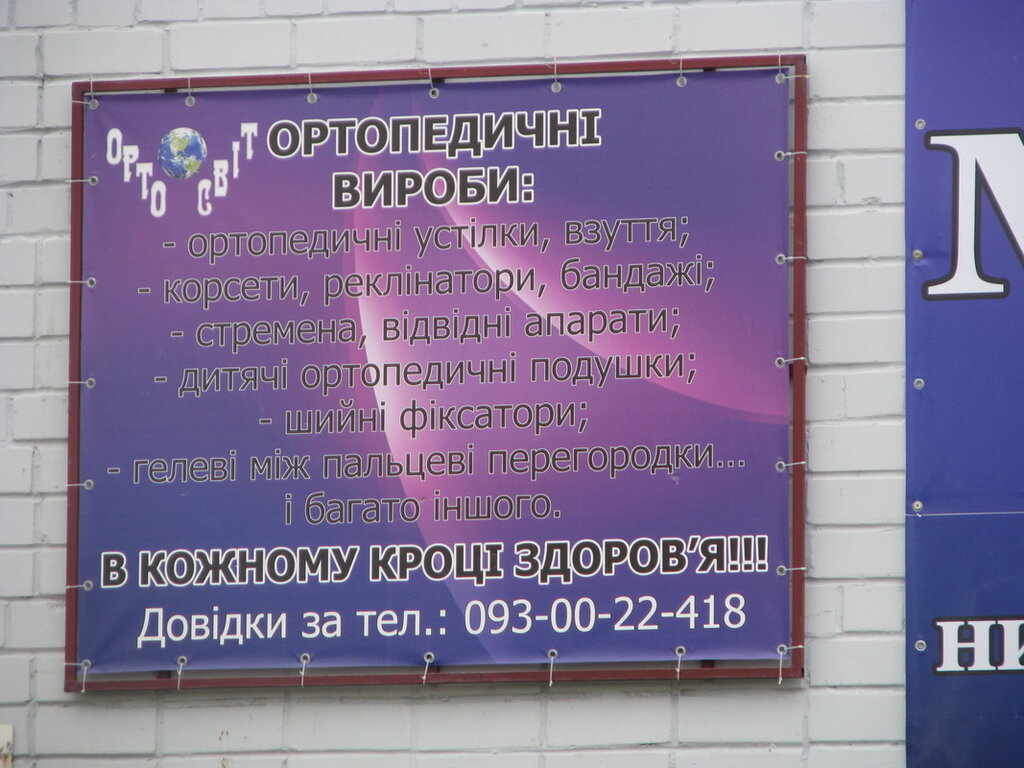 ОРТО СВІТ
ОРТОПЕДИЧНІ
ВИРОБИ:
- ортопедичні устілки, взуття;
- корсети, реклінатори, бандажі;
- стремена, відвідні апарати;
- дитячі ортопедичні подушки;
- шийні фіксатори;
- гелеві між пальцеві перегородки...
і багато іншого.
В КОЖНОМУ КРОЦІ ЗДОРОВ'Я!!!
Довідки за тел.: 093-00-22-418